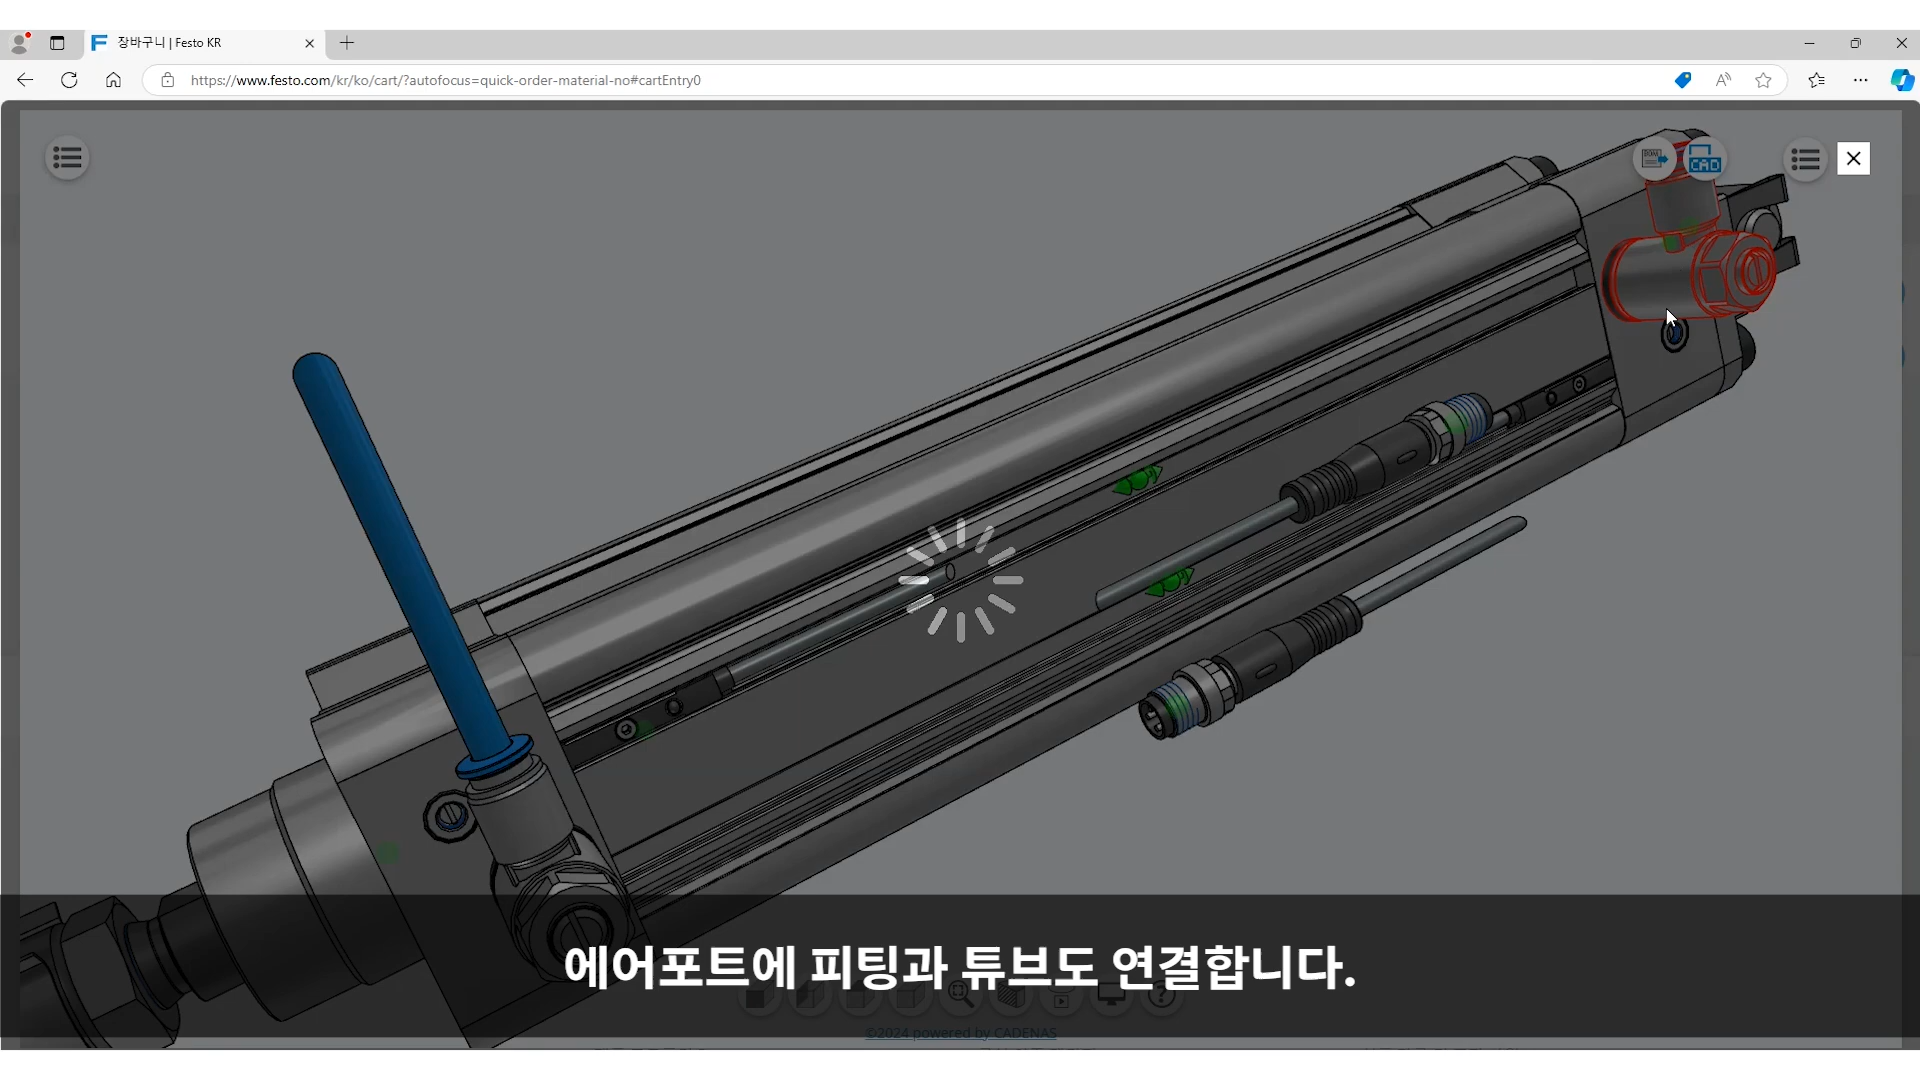 장바구니 | Festo KR
https://www.festo.com/kr/ko/cart/?autofocus=quick-order-material-no#cartEntry0
BOM
CAD
에어포트에 피팅과 튜브도 연결합니다.
©2024 powered by CADENAS